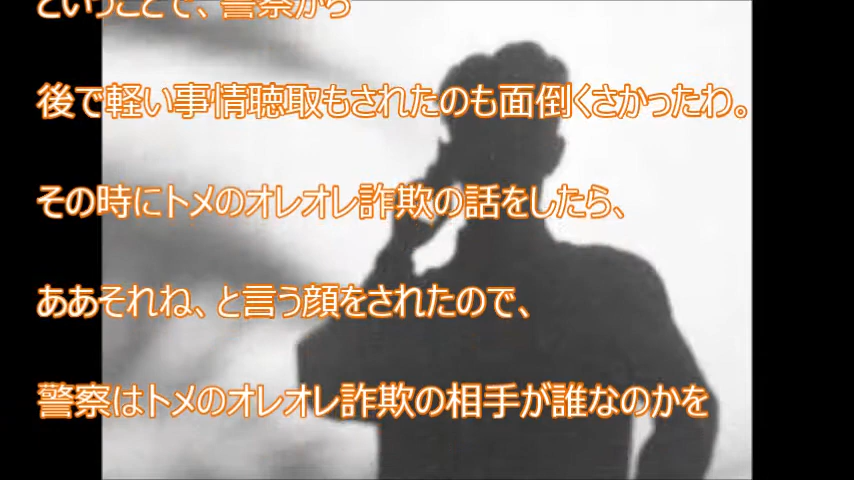 ということで、警察から
後で軽い事情聴取もされたのも面倒くさかったわ。
その時にトメのオレオレ詐欺の話をしたら、
ああそれね、と言う顔をされたので、
警察はトメのオレオレ詐欺の相手が誰なのかを